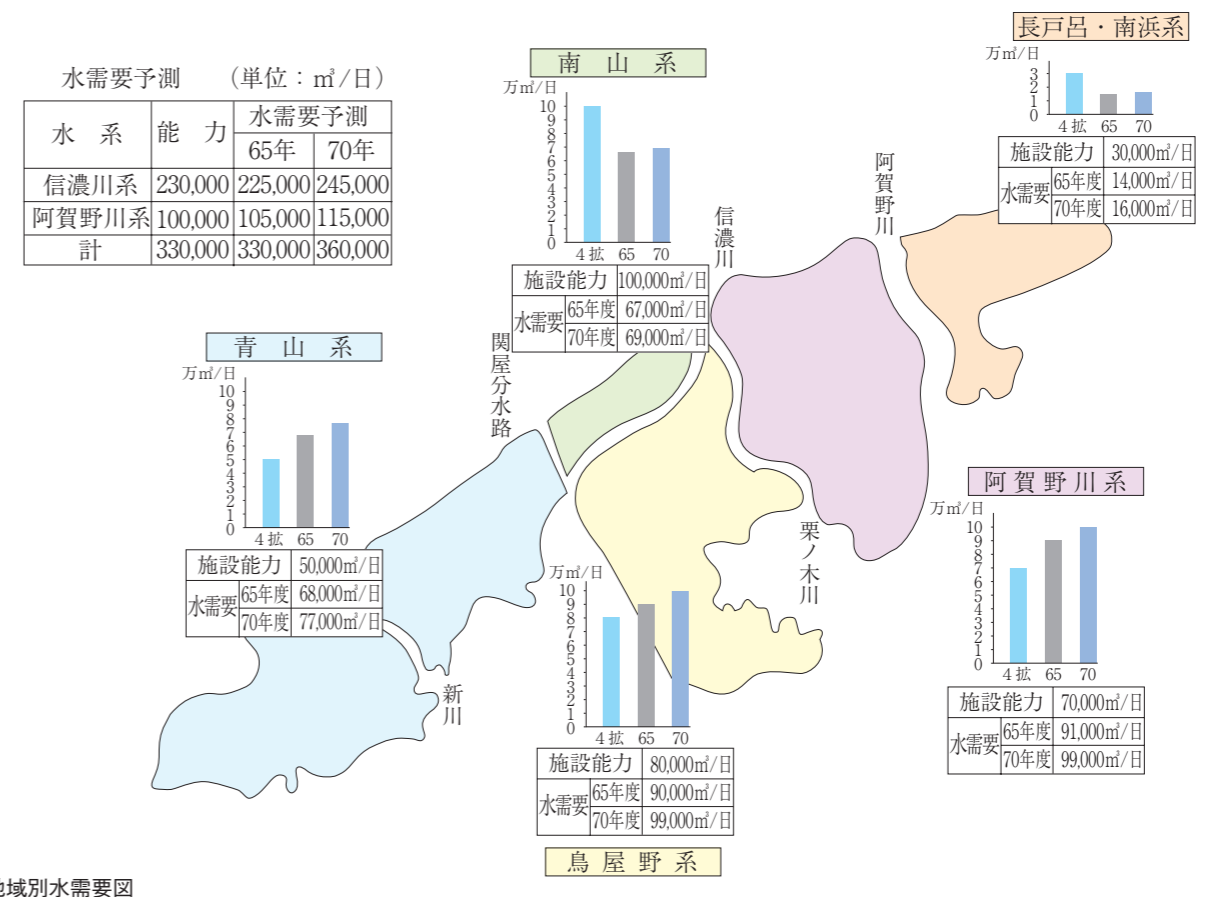 水需要予測 (単位:㎥/日)
水系 能力 水需要予測
65年 70年
信濃川系 230,000 225,000 245,000
阿賀野川系 100,000 105,000 115,000
計 330,000 330,000 360,000
南山系
万㎥/日
10
9
8
7
6
5
4
3
2
1
0
4拡 65 70
施設能力 100,000㎥/日
水需要 65年度 67,000㎥/日
70年度 69,000㎥/日
長戸呂・南浜系
万㎥/日
3
2
1
0
4拡 65 70
施設能力 30,000㎥/日
水需要 65年度 14,000㎥/日
70年度 16,000㎥/日
阿賀野川
信濃川
関屋分水路
青山系
万㎥/日
10
9
8
7
6
5
4
3
2
1
0
4拡 65 70
施設能力 50,000㎥/日
水需要 65年度 68,000㎥/日
70年度 77,000㎥/日
新川
栗ノ木川
万㎥/日
10
9
8
7
6
5
4
3
2
1
0
4拡 65 70
施設能力 80,000㎥/日
水需要 65年度 90,000㎥/日
70年度 99,000㎥/日
鳥屋野系
阿賀野川系
万㎥/日
10
9
8
7
6
5
4
3
2
1
0
4拡 65 70
施設能力 70,000㎥/日
水需要 65年度 91,000㎥/日
70年度 99,000㎥/日
域別水需要図